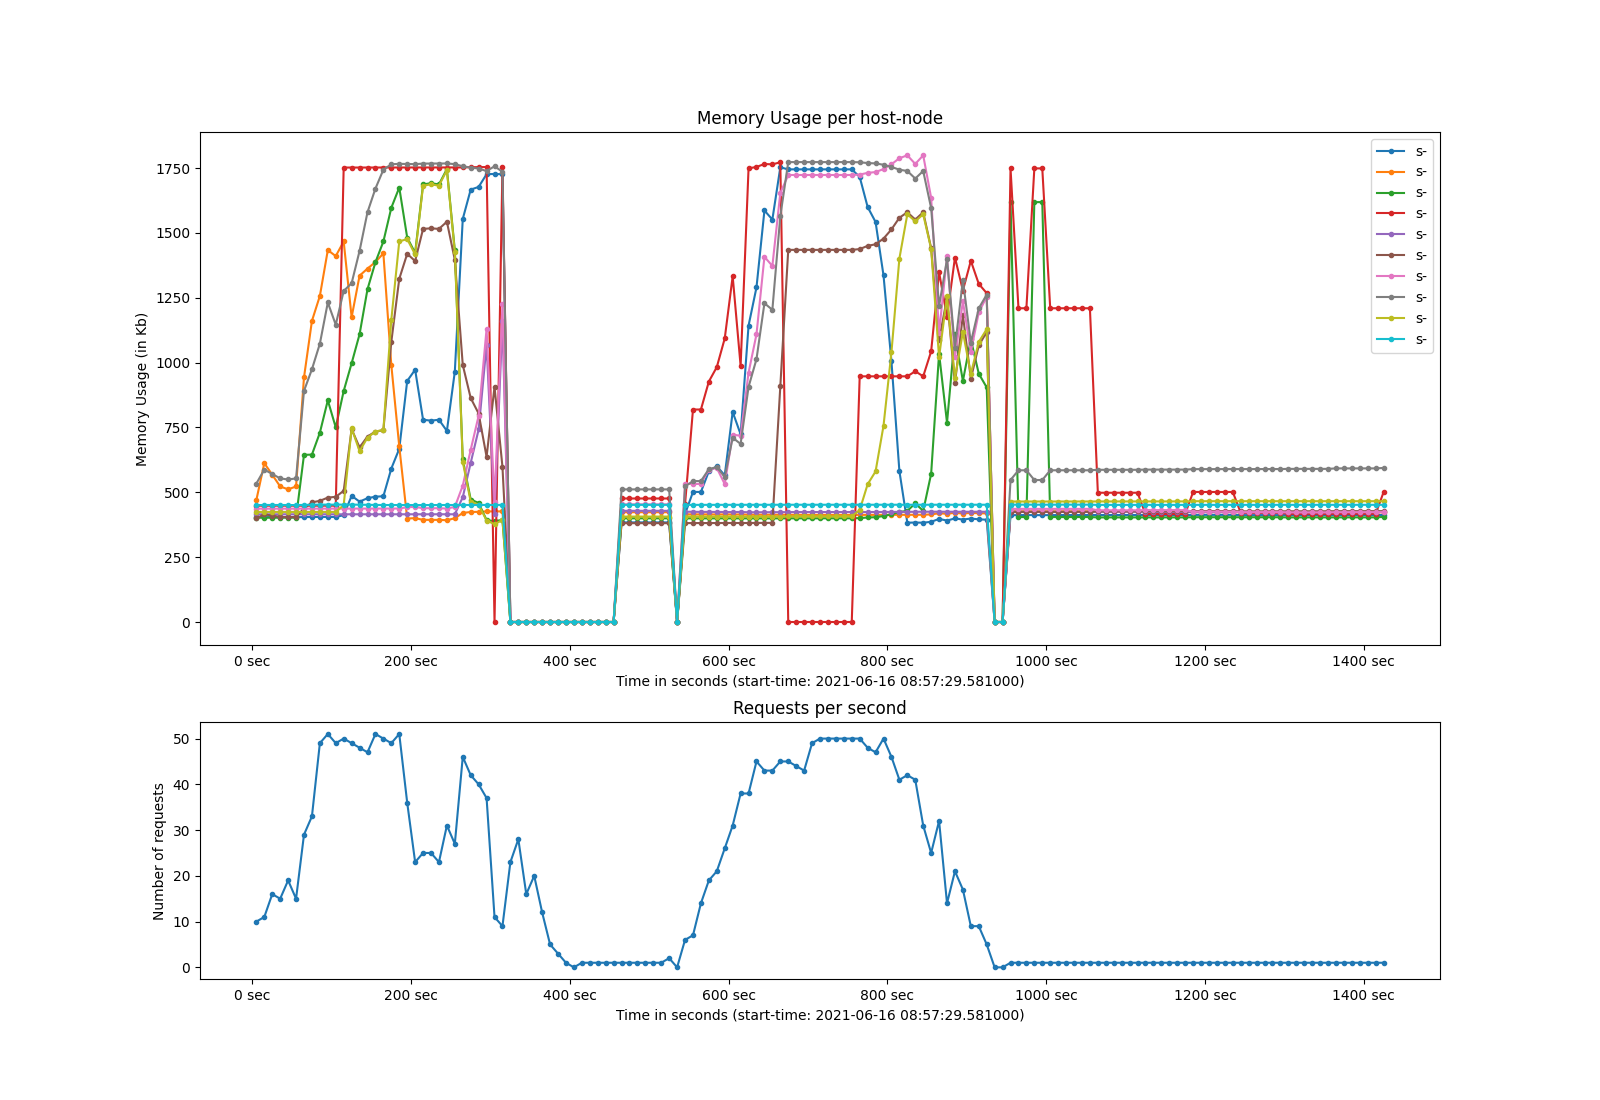 Memory Usage per host-node
Memory Usage (in Kb)
1750
1500
1250
1000
750
500
250
0
s-
s-
s-
s-
s-
s-
s-
s-
s-
s-
0 sec 200 sec 400 sec 600 sec 800 sec 1000 sec 1200 sec 1400 sec
Time in seconds (start-time: 2021-06-16 08:57:29.581000)
Requests per second
Number of requests
50
40
30
20
10
0
0 sec 200 sec 400 sec 600 sec 800 sec 1000 sec 1200 sec 1400 sec
Time in seconds (start-time: 2021-06-16 08:57:29.581000)